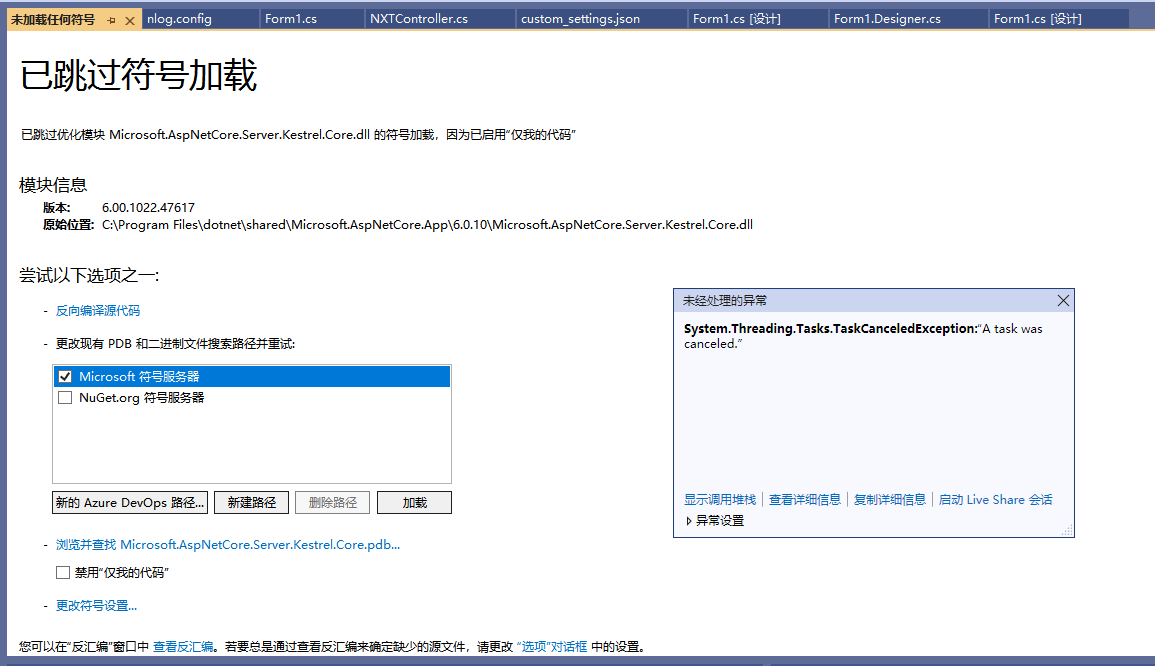 未加载任何符号
nlog.config
Form1.cs
NXTController.cs
custom_settings.json
Form1.cs [设计]
Form1.Designer.cs
Form1.cs [设计]
已跳过符号加载
已跳过优化模块 Microsoft.AspNetCore.Server.Kestrel.Core.dll 的符号加载，因为已启用“仅我的代码”
模块信息
版本: 6.00.1022.47617
原始位置: C:\Program Files\dotnet\shared\Microsoft.AspNetCore.App\6.0.10\Microsoft.AspNetCore.Server.Kestrel.Core.dll
尝试以下选项之一:
- 反向编译源代码
- 更改现有 PDB 和二进制文件搜索路径并重试:
Microsoft 符号服务器
NuGet.org 符号服务器
新的 Azure DevOps 路径...
新建路径
删除路径
加载
- 浏览并查找 Microsoft.AspNetCore.Server.Kestrel.Core.pdb...
禁用“仅我的代码”
- 更改符号设置...
您可以在“反汇编”窗口中 查看反汇编。若要总是通过查看反汇编来确定缺少的源文件，请更改 “选项”对话框 中的设置。
未经处理的异常
System.Threading.Tasks.TaskCanceledException:“A task was
canceled.”
显示调用堆栈 | 查看详细信息 | 复制详细信息 | 启动 Live Share 会话
异常设置